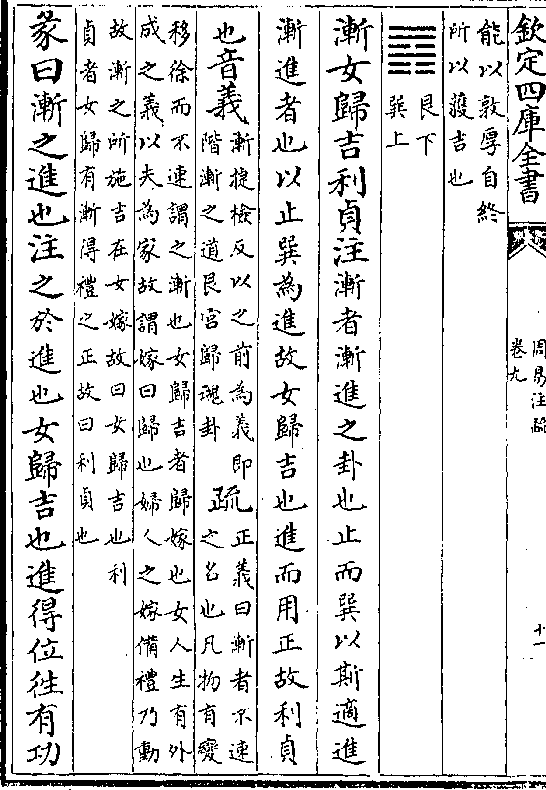 欽定四庫全書
周易注疏
卷九
十一
能以敦厚自終
所以獲吉也
䷴
艮下
巽上
漸女歸吉利貞注漸者漸進之卦也止而巽以斯適進
漸進者也以止巽為進故女歸吉也進而用正故利貞
也音義
漸捷檢反以之前為義即
階漸之道艮宮歸魂卦
疏
正義曰漸者不速
之名也凡物有變
移徐而不速謂之漸也女歸吉者歸嫁也女人生有外
成之義以夫為家故謂嫁曰歸也婦人之嫁備禮乃動
故漸之所施吉在女嫁故曰女歸吉也利
貞者女歸有漸得禮之正故曰利貞也
彖曰漸之進也注之於進也女歸吉也進得位往有功